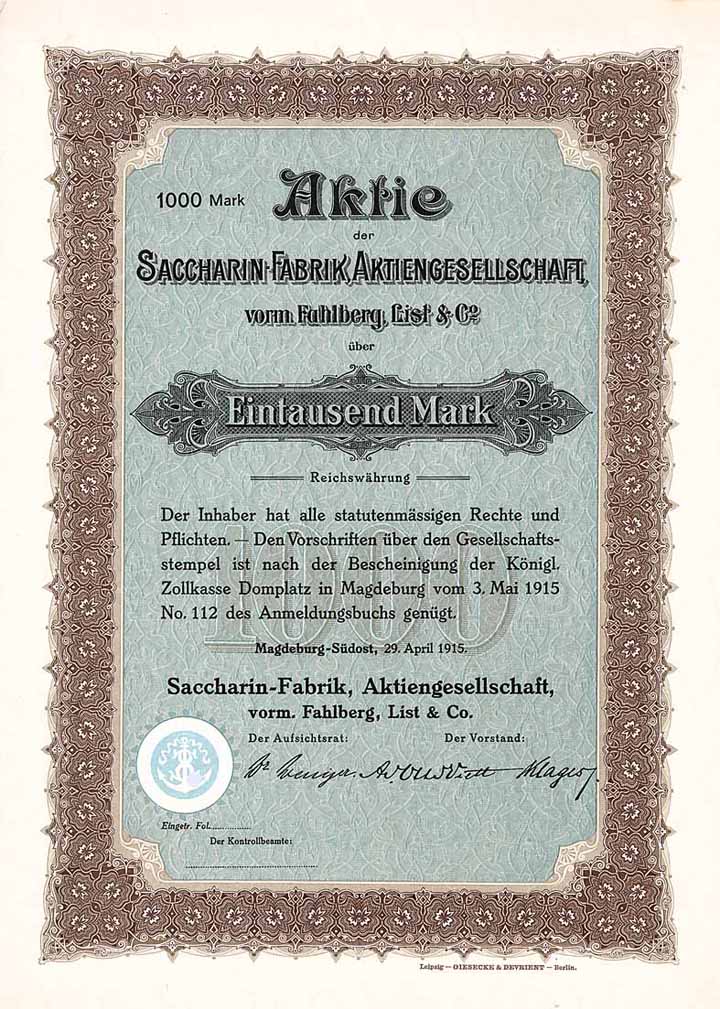 1000 Mark Aktie
der
SACCHARIN-FABRIK, AKTIENGESELLSCHAFT,
vorm. Fahlberg, List & Co
über
Eintausend Mark
Reichswährung
Der Inhaber hat alle statutenmässigen Rechte und
Pflichten. — Den Vorschriften über den Gesellschafts-
stempel ist nach der Bescheinigung der Königl.
Zollkasse Domplatz in Magdeburg vom 3. Mai 1915
No. 112 des Anmeldungsbuchs genügt.
1000
Magdeburg-Südost, 29. April 1915.
Saccharin-Fabrik, Aktiengesellschaft,
vorm. Fahlberg, List & Co.
Der Aufsichtsrat: Der Vorstand:
Klages
Eingetr. Fol.
Der Kontrollbeamte:
Leipzig — GIESECKE & DEVRIENT — Berlin.